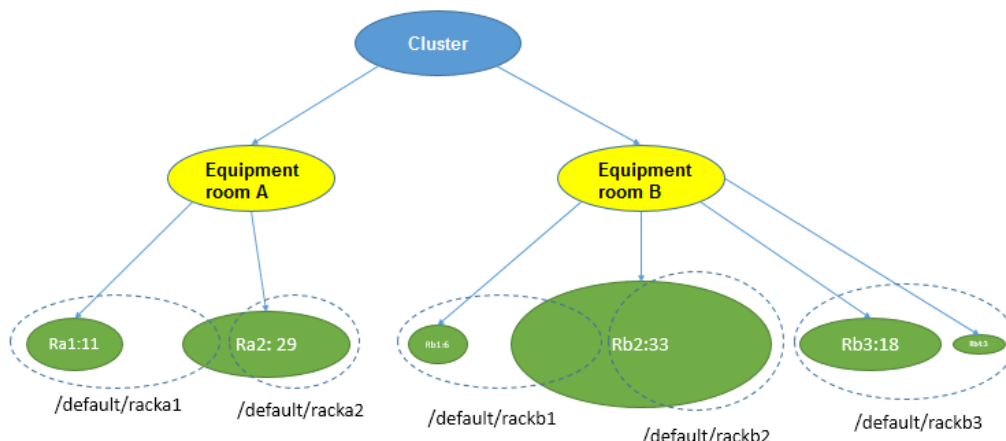 Cluster
Equipment
room A
Equipment
room B
Ra1:11
Ra2: 29
Rb1:6
Rb2:33
Rb3:18
/default/racka1
/default/racka2
/default/rackb1
/default/rackb2
/default/rackb3